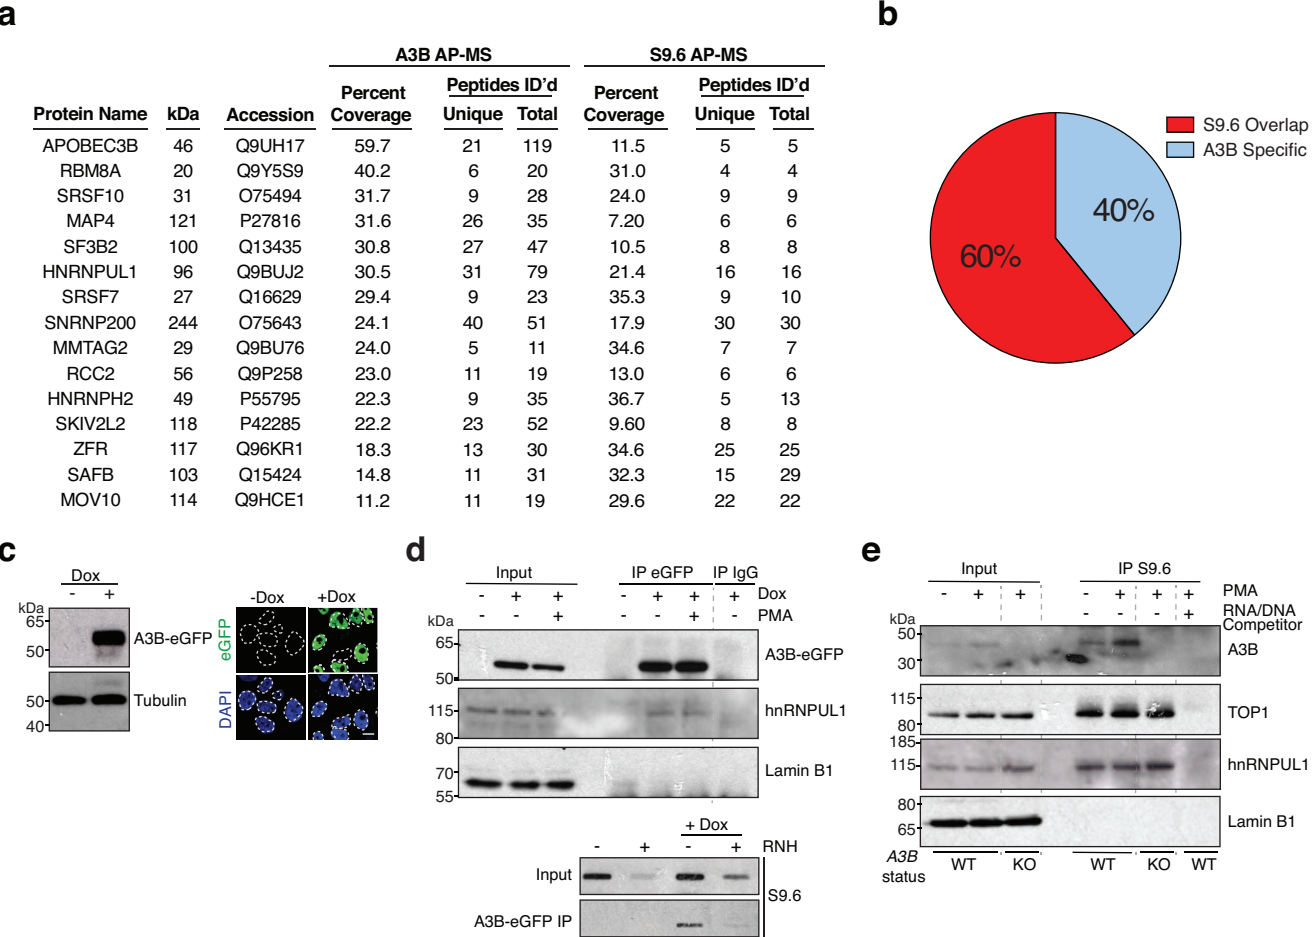 a
A3B AP-MS S9.6 AP-MS
Percent Coverage Peptides ID'd Percent Coverage Peptides ID'd
Protein Name kDa Accession Unique Total Unique Total
APOBEC3B 46 Q9UH17 59.7 21 119 11.5 5 5
RBM8A 20 Q9Y5S9 40.2 6 20 31.0 4 4
SRSF10 31 O75494 31.7 9 28 24.0 9 9
MAP4 121 P27816 31.6 26 35 7.20 6 6
SF3B2 100 Q13435 30.8 27 47 10.5 8 8
HNRNPUL1 96 Q9BUJ2 30.5 31 79 21.4 16 16
SRSF7 27 Q16629 29.4 9 23 35.3 9 10
SNRNP200 244 O75643 24.1 40 51 17.9 30 30
MMTAG2 29 Q9BU76 24.0 5 11 34.6 7 7
RCC2 56 Q9P258 23.0 11 19 13.0 6 6
HNRNPH2 49 P55795 22.3 9 35 36.7 5 13
SKIV2L2 118 P42285 22.2 23 52 9.60 8 8
ZFR 117 Q96KR1 18.3 13 30 34.6 25 25
SAFB 103 Q15424 14.8 11 31 32.3 15 29
MOV10 114 Q9HCE1 11.2 11 19 29.6 22 22
b
S9.6 Overlap
A3B Specific
40%
60%
c
Dox
- +
kDa
65
50
A3B-eGFP
50
40
Tubulin
-Dox +Dox
eGFP
DAPI
d
Input IP eGFP IP IgG
- + + - + + + Dox
+ + PMA
kDa
65
50
A3B-eGFP
115
80
hnRNPUL1
70
55
Lamin B1
+ Dox
- + - + RNH
Input
A3B-eGFP IP
S9.6
e
Input IP S9.6
- + + - + + + PMA
- - - + RNA/DNA
Competitor
kDa
50
30
A3B
115
80
TOP1
185
115
hnRNPUL1
80
65
Lamin B1
A3B
status
WT KO WT KO WT